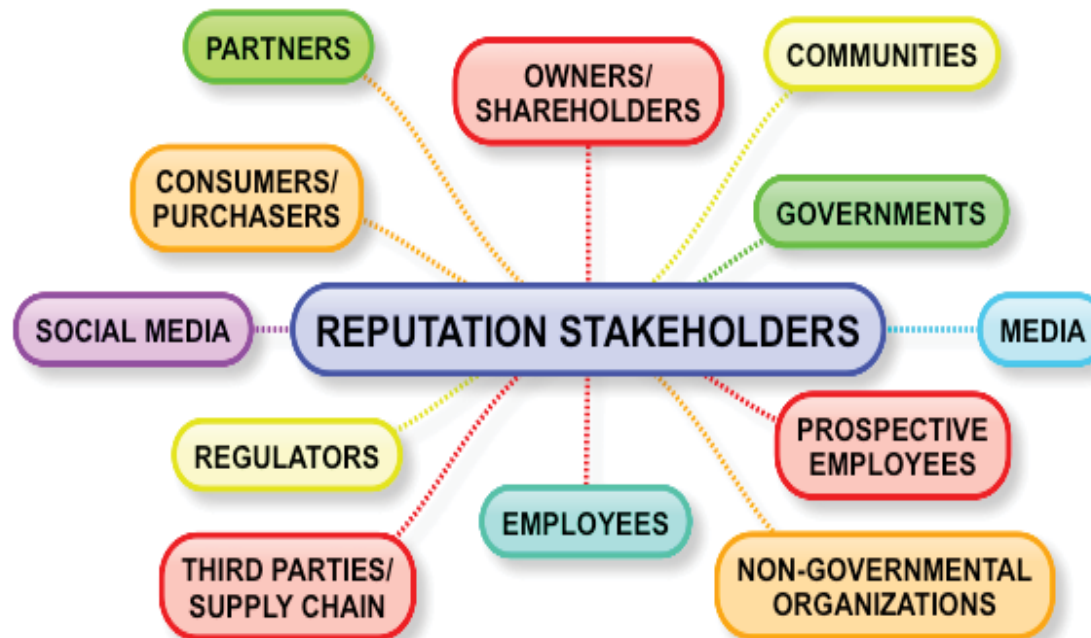 PARTNERS
OWNERS/
SHAREHOLDERS
COMMUNITIES
CONSUMERS/
PURCHASERS
GOVERNMENTS
SOCIAL MEDIA
REPUTATION STAKEHOLDERS
MEDIA
REGULATORS
PROSPECTIVE
EMPLOYEES
EMPLOYEES
THIRD PARTIES/
SUPPLY CHAIN
NON-GOVERNMENTAL
ORGANIZATIONS